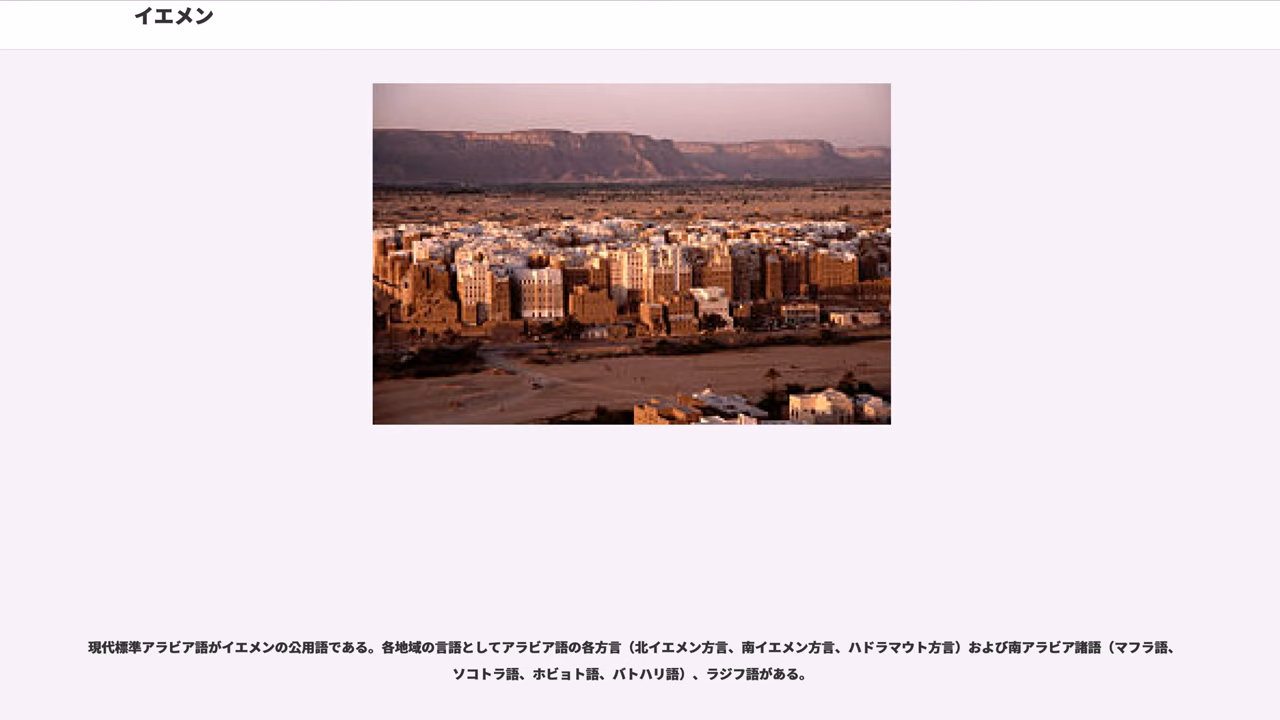 イエメン
現代標準アラビア語がイエメンの公用語である。各地域の言語としてアラビア語の各方言（北イエメン方言、南イエメン方言、ハドラマウト方言）および南アラビア諸語（マフラ語、
ソコトラ語、ホビョト語、バトハリ語）、ラジフ語がある。